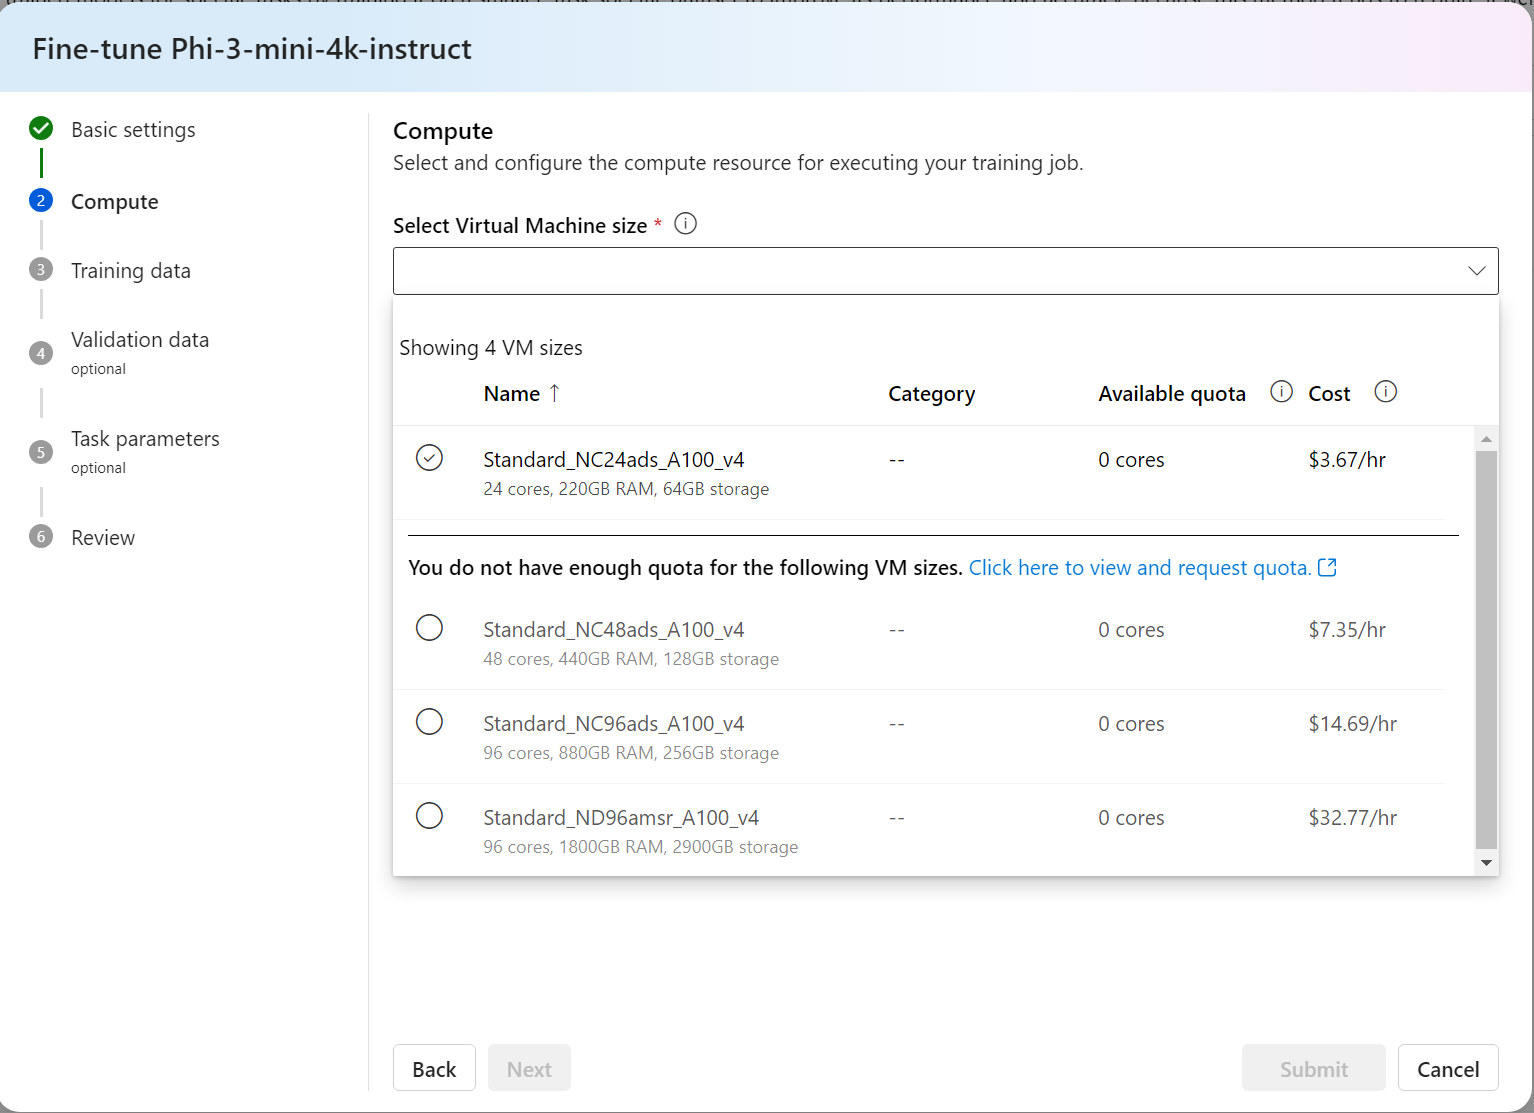 Fine-tune Phi-3-mini-4k-instruct
Basic settings
2 Compute
3 Training data
4 Validation data
optional
5 Task parameters
optional
6 Review
Compute
Select and configure the compute resource for executing your training job.
Select Virtual Machine size *
Showing 4 VM sizes
Name ↑ Category Available quota Cost
Standard_NC24ads_A100_v4 -- 0 cores $3.67/hr
24 cores, 220GB RAM, 64GB storage
You do not have enough quota for the following VM sizes. Click here to view and request quota.
Standard_NC48ads_A100_v4 -- 0 cores $7.35/hr
48 cores, 440GB RAM, 128GB storage
Standard_NC96ads_A100_v4 -- 0 cores $14.69/hr
96 cores, 880GB RAM, 256GB storage
Standard_ND96amsr_A100_v4 -- 0 cores $32.77/hr
96 cores, 1800GB RAM, 2900GB storage
Back Next Submit Cancel